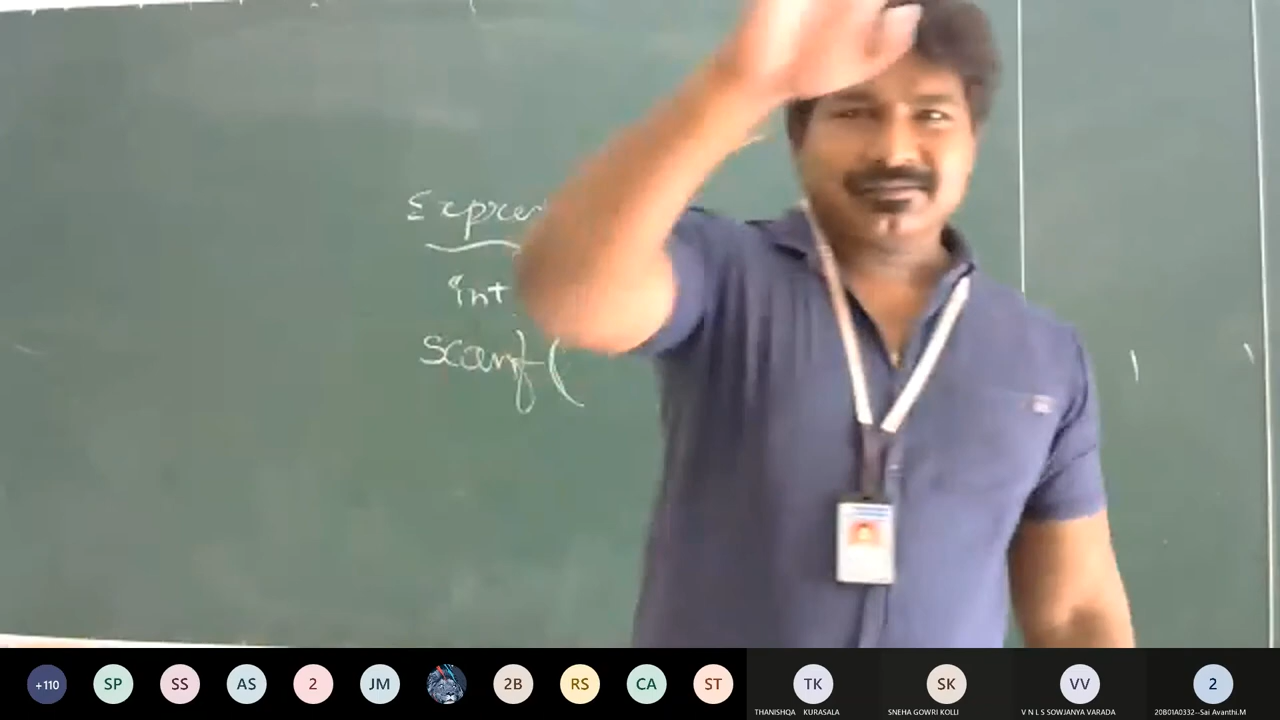 int
scanf(
+110 SP SS AS 2 JM 2B RS CA ST TK SK VV 2
THANISHQA KURASALA SNEHA GOWRI KOLLI V N L S SOWJANYA VARADA 20B01A0332--Sai Avanthi.M